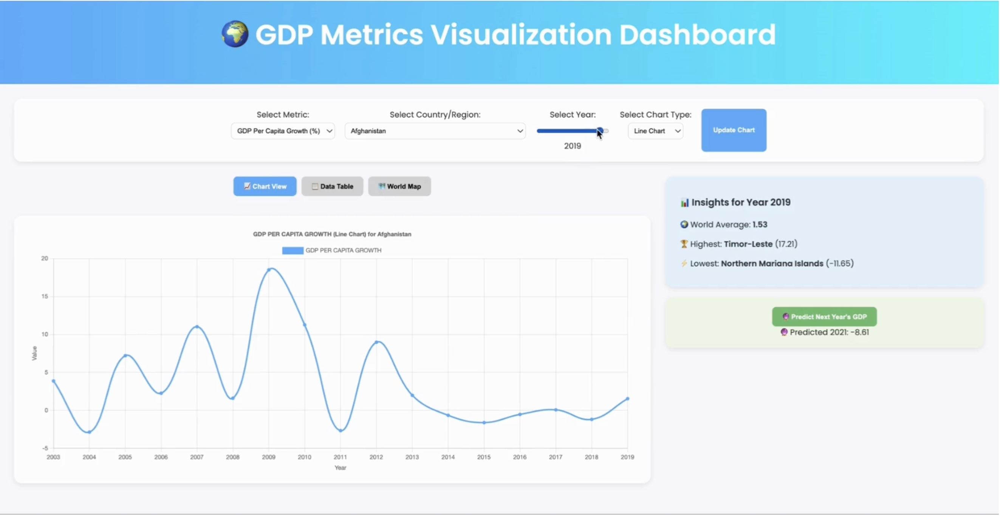 GDP Metrics Visualization Dashboard
Select Metric:
GDP Per Capita Growth (%)
Select Country/Region:
Afghanistan
Select Year:
2019
Select Chart Type:
Line Chart
Update Chart
Chart View
Data Table
World Map
GDP PER CAPITA GROWTH (Line Chart) for Afghanistan
GDP PER CAPITA GROWTH
20
15
10
5
0
-5
Value
2003 2004 2005 2006 2007 2008 2009 2010 2011 2012 2013 2014 2015 2016 2017 2018 2019
Year
Insights for Year 2019
World Average: 1.53
Highest: Timor-Leste (17.21)
Lowest: Northern Mariana Islands (-11.65)
Predict Next Year's GDP
Predicted 2021: -8.61